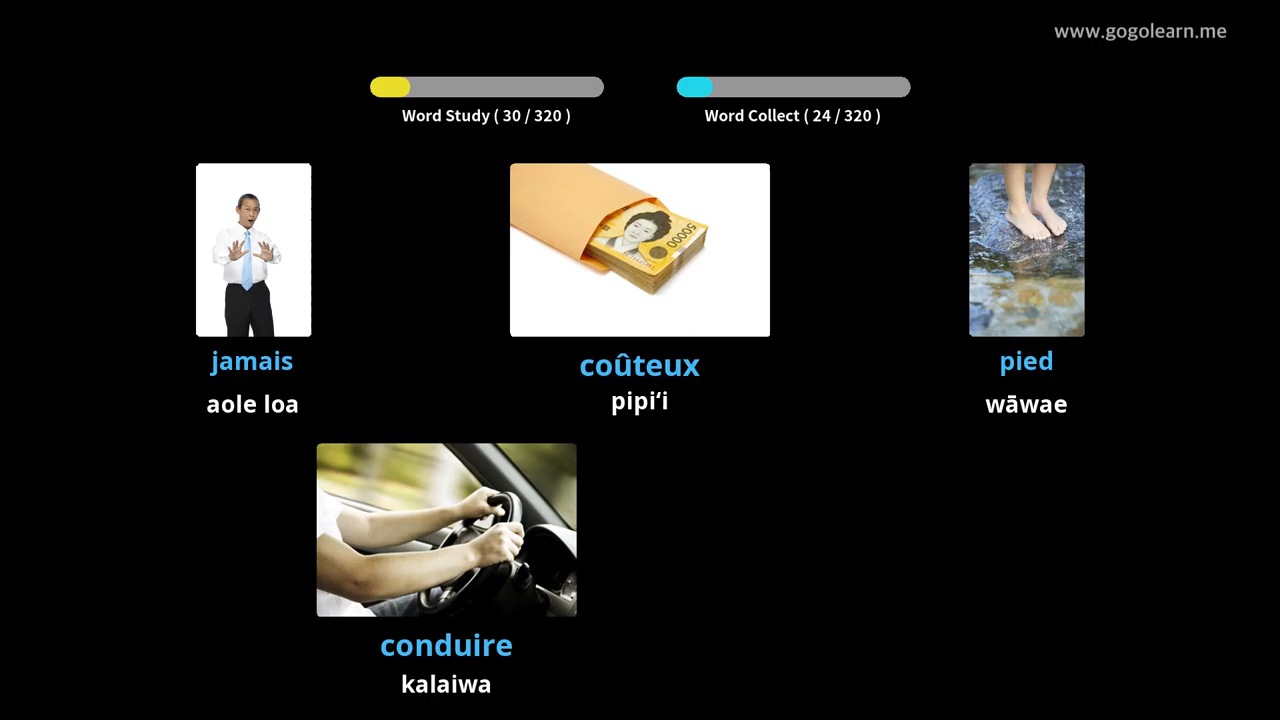 www.gogolearn.me
Word Study ( 30 / 320 )
Word Collect ( 24 / 320 )
50000
jamais
coûteux
pied
aole loa
pipiʻi
wāwae
conduire
kalaiwa